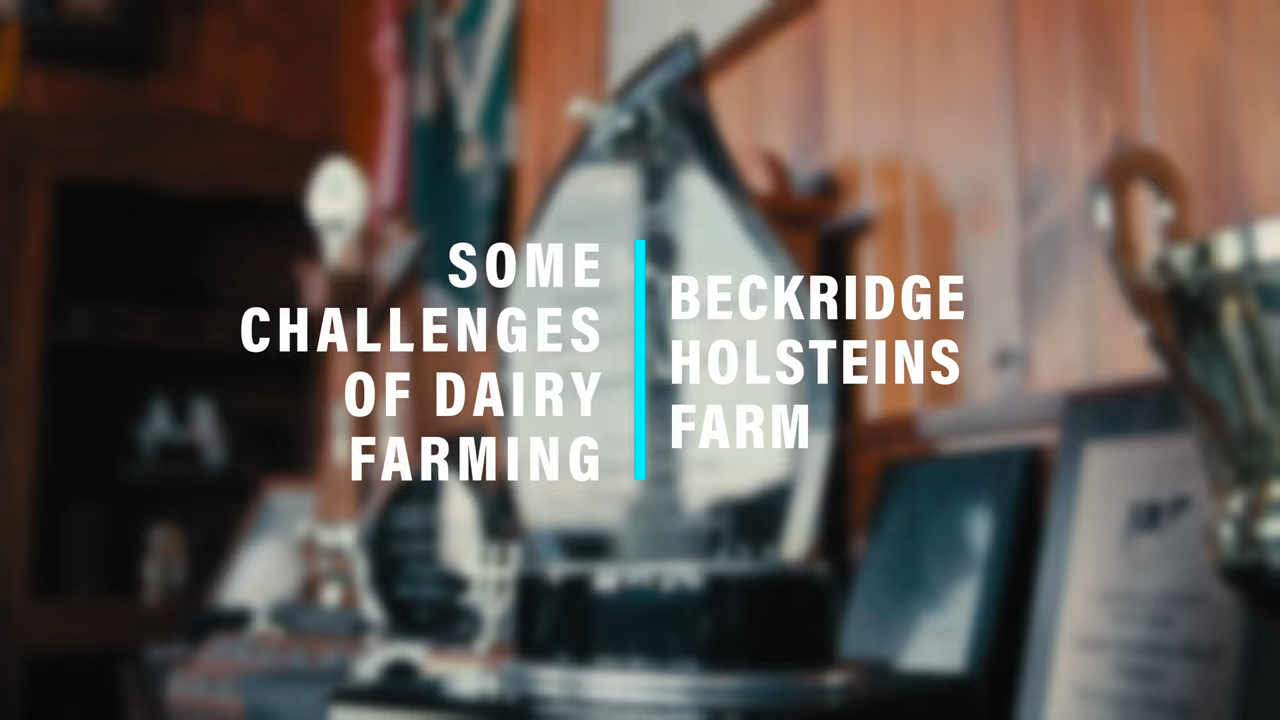 SOME
CHALLENGES
OF DAIRY
FARMING
BECKRIDGE
HOLSTEINS
FARM